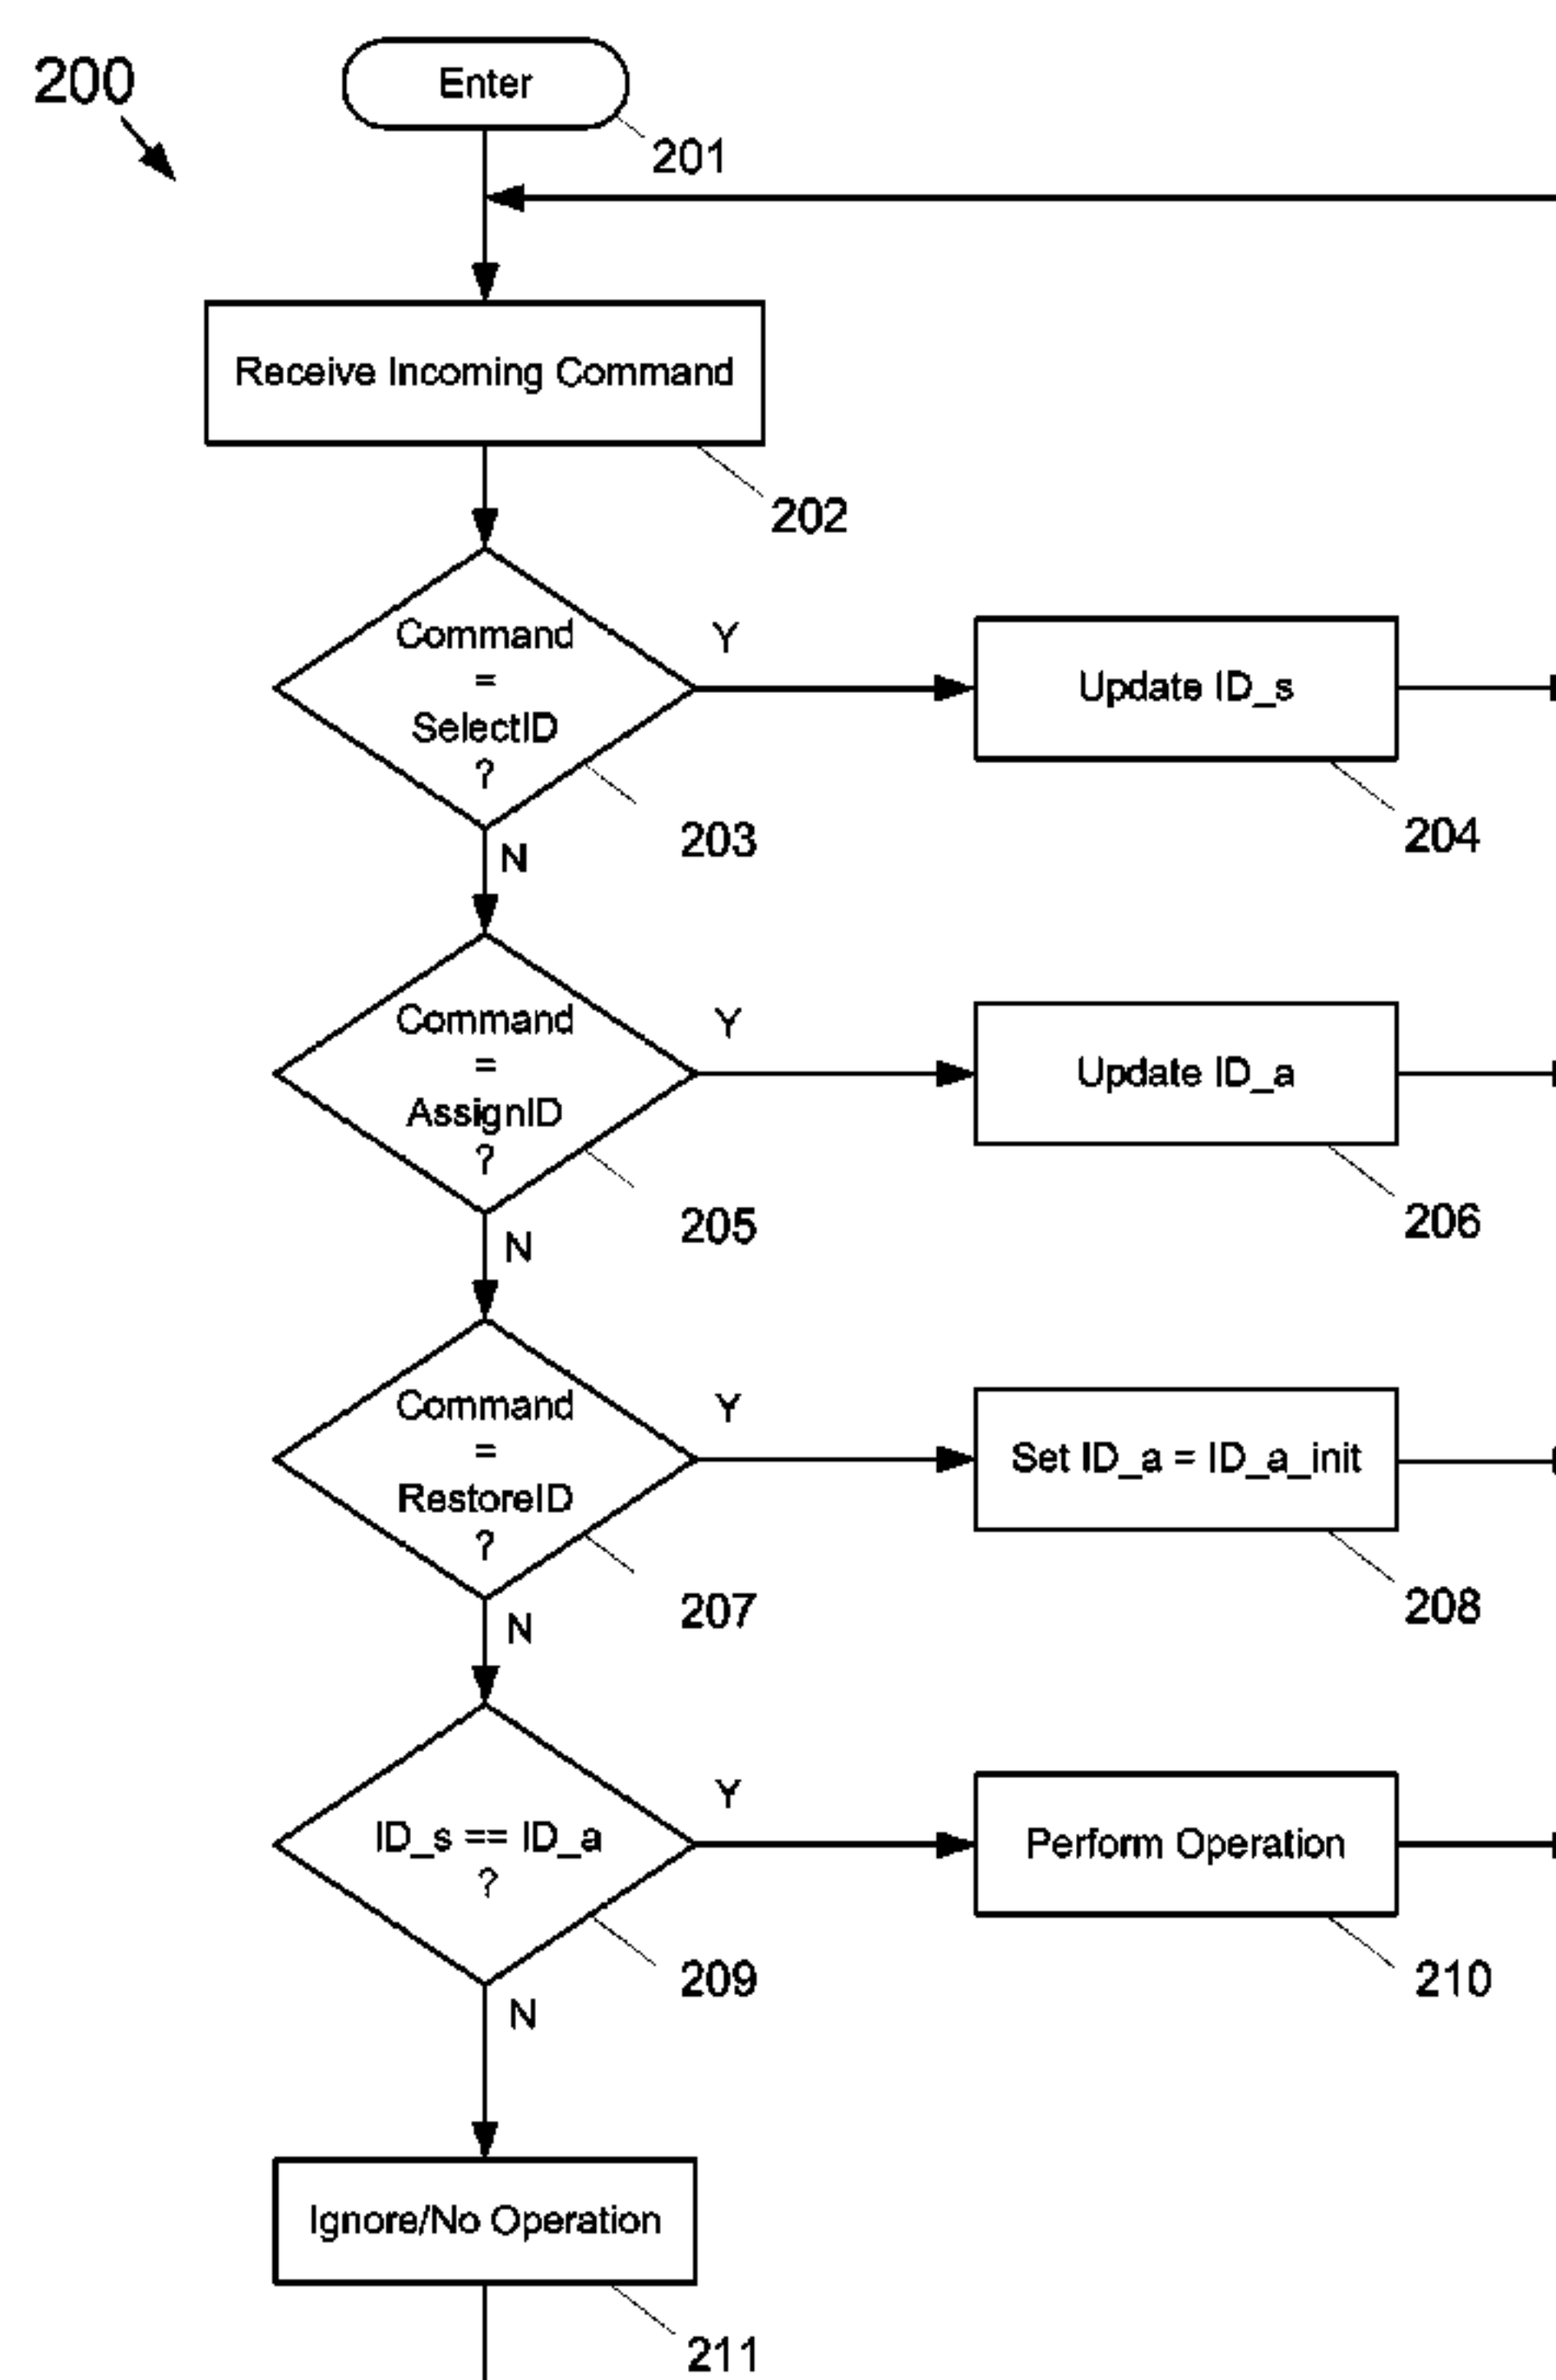 200
Enter
201
Receive Incoming Command
202
Command
=
SelectID
?
Y
N
203
Update ID_s
204
Command
=
AssignID
?
Y
N
205
Update ID_a
206
Command
=
RestoreID
?
Y
N
207
Set ID_a = ID_a_init
208
ID_s == ID_a
?
Y
N
209
Perform Operation
210
Ignore/No Operation
211